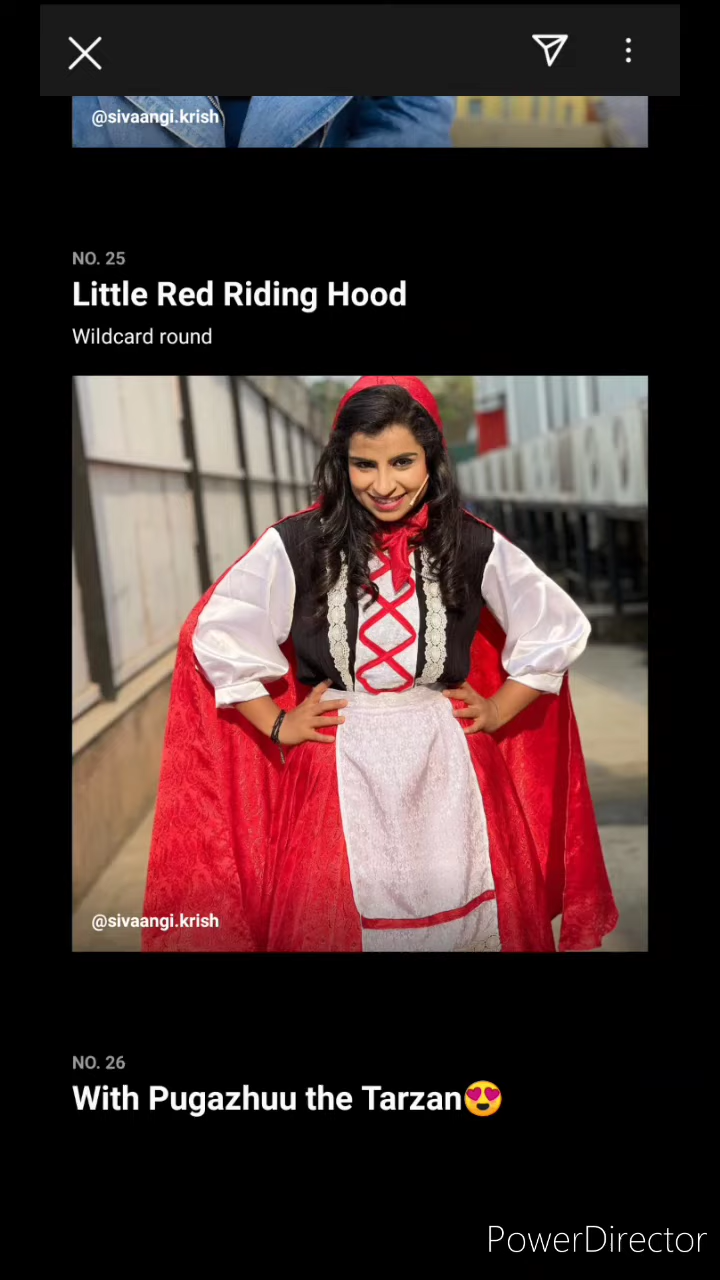 @sivaangi.krish
NO. 25
Little Red Riding Hood
Wildcard round
@sivaangi.krish
NO. 26
With Pugazhuu the Tarzan😍
PowerDirector